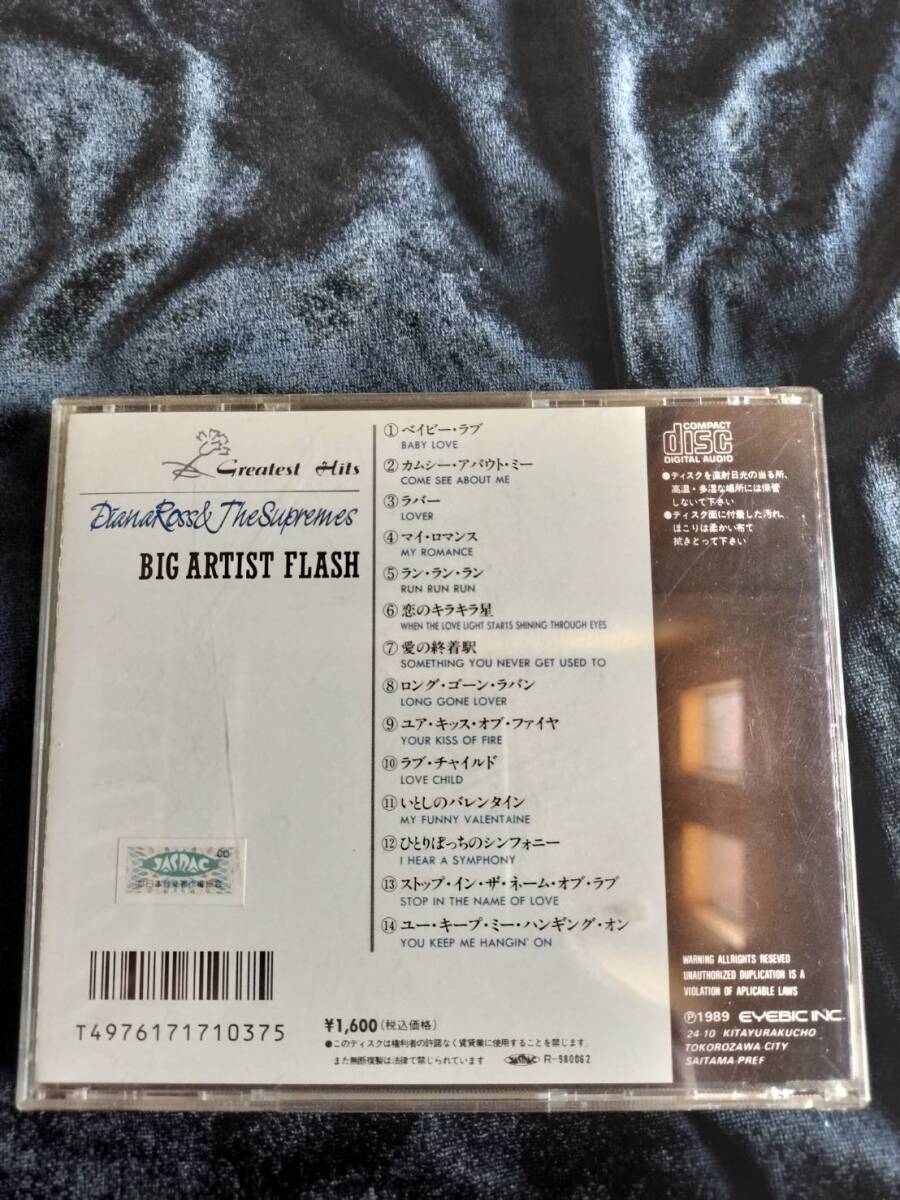 Greatest Hits
Diana Ross & The Supremes
BIG ARTIST FLASH
① ベイビー・ラブ
BABY LOVE
② カムシー・アバウト・ミー
COME SEE ABOUT ME
③ ラバー
LOVER
④ マイ・ロマンス
MY ROMANCE
⑤ ラン・ラン・ラン
RUN RUN RUN
⑥ 恋のキラキラ星
WHEN THE LOVE LIGHT STARTS SHINING THROUGH EYES
⑦ 愛の終着駅
SOMETHING YOU NEVER GET USED TO
⑧ ロング・ゴーン・ラバン
LONG GONE LOVER
⑨ ユア・キッス・オブ・ファイヤ
YOUR KISS OF FIRE
⑩ ラブ・チャイルド
LOVE CHILD
⑪ いとしのバレンタイン
MY FUNNY VALENTAINE
⑫ ひとりぼっちのシンフォニー
I HEAR A SYMPHONY
⑬ ストップ・イン・ザ・ネーム・オブ・ラブ
STOP IN THE NAME OF LOVE
⑭ ユー・キープ・ミー・ハンギング・オン
YOU KEEP ME HANGIN' ON
JASRAC
T4976171710375
¥1,600(税込価格)
●このディスクは権利者の許諾なく賃貸業に使用することを禁じます。
また無断複製は法律で禁じられています
JASRAC R-980062
COMPACT
disc
DIGITAL AUDIO
●ディスクを直射日光の当る所、
高温・多湿な場所には保管
しないで下さい
●ディスク面に付着した汚れ、
ほこりは柔かい布で
拭きとって下さい
WARNING ALLRIGHTS RESEVED
UNAUTHORIZED DUPLICATION IS A
VIOLATION OF APLICABLE LAWS
Ⓟ1989 EYEBIC INC.
24-10 KITAYURAKUCHO
TOKOROZAWA-CITY
SAITAMA-PREF